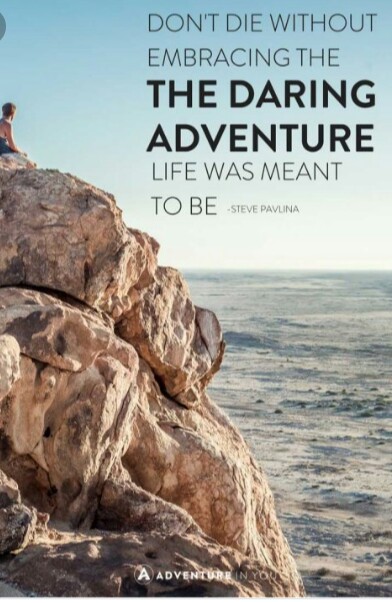 DON'T DIE WITHOUT
EMBRACING THE
THE DARING
ADVENTURE
LIFE WAS MEANT
TO BE -STEVE PAVLINA
A ADVENTURE IN YOU